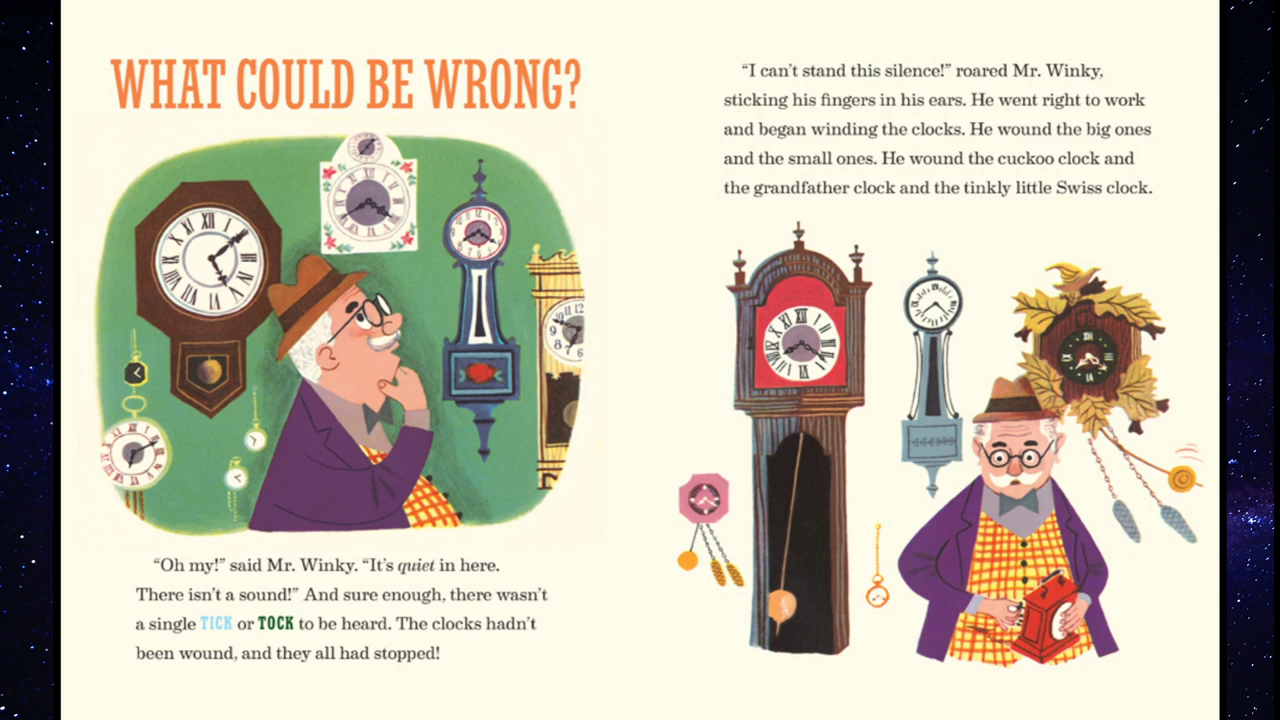 WHAT COULD BE WRONG?
“Oh my!” said Mr. Winky. “It’s quiet in here.
There isn’t a sound!” And sure enough, there wasn’t
a single TICK or TOCK to be heard. The clocks hadn’t
been wound, and they all had stopped!
“I can’t stand this silence!” roared Mr. Winky,
sticking his fingers in his ears. He went right to work
and began winding the clocks. He wound the big ones
and the small ones. He wound the cuckoo clock and
the grandfather clock and the tinkly little Swiss clock.